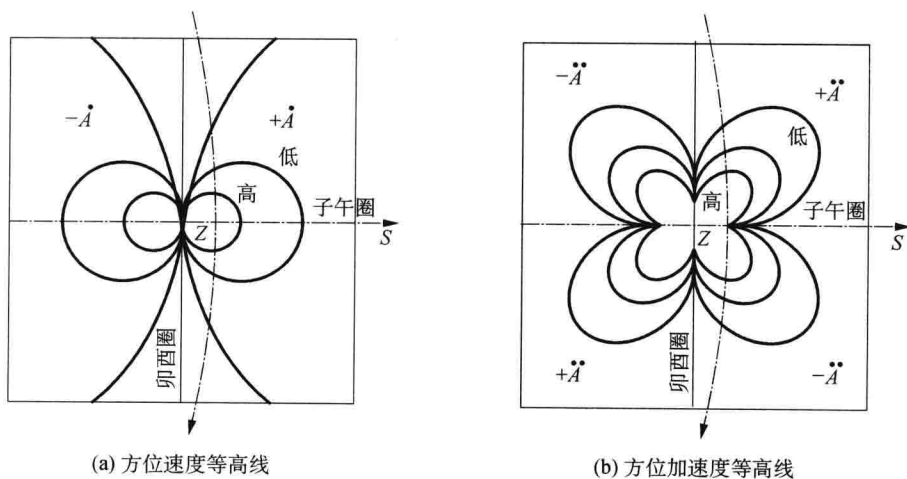 −Ȧ
+Ȧ
低
高
子午圈
Z
S
卯酉圈
(a) 方位速度等高线
−Ä
+Ä
低
高
子午圈
Z
S
卯酉圈
+Ä
−Ä
(b) 方位加速度等高线